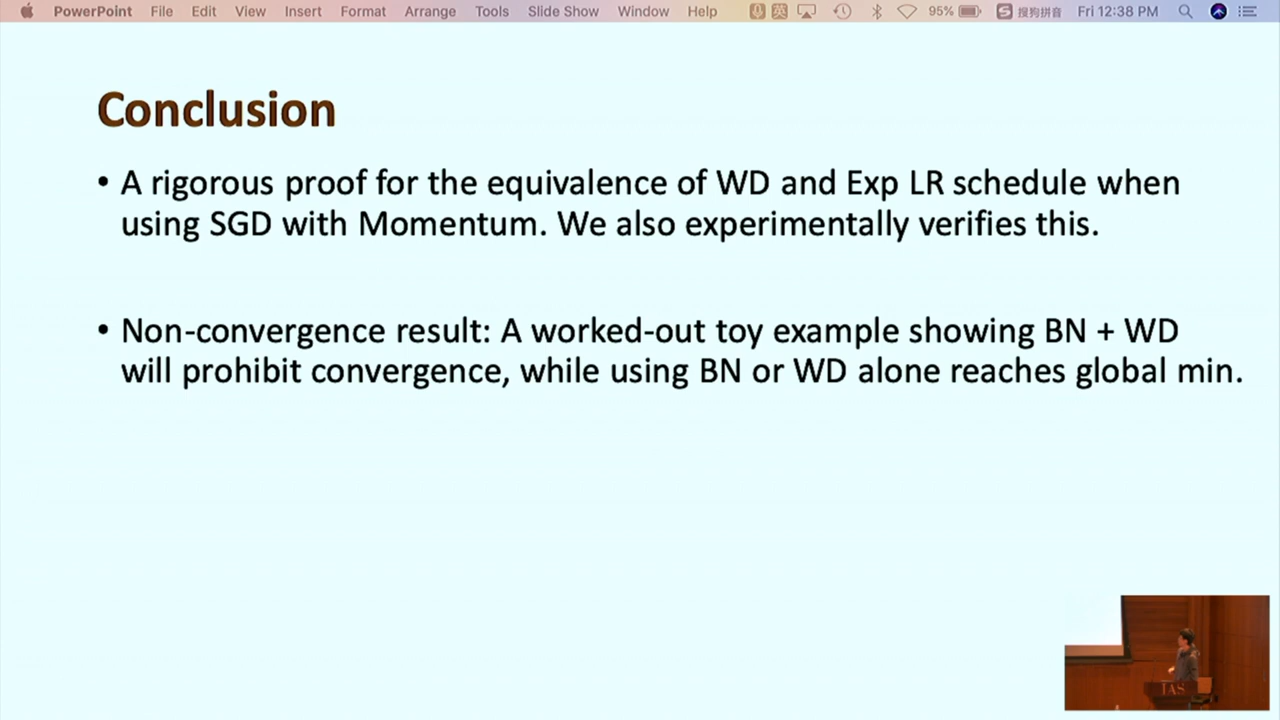 PowerPoint File Edit View Insert Format Arrange Tools Slide Show Window Help 英 95% S 搜狗拼音 Fri 12:38 PM
Conclusion
• A rigorous proof for the equivalence of WD and Exp LR schedule when
using SGD with Momentum. We also experimentally verifies this.
• Non-convergence result: A worked-out toy example showing BN + WD
will prohibit convergence, while using BN or WD alone reaches global min.
IAS